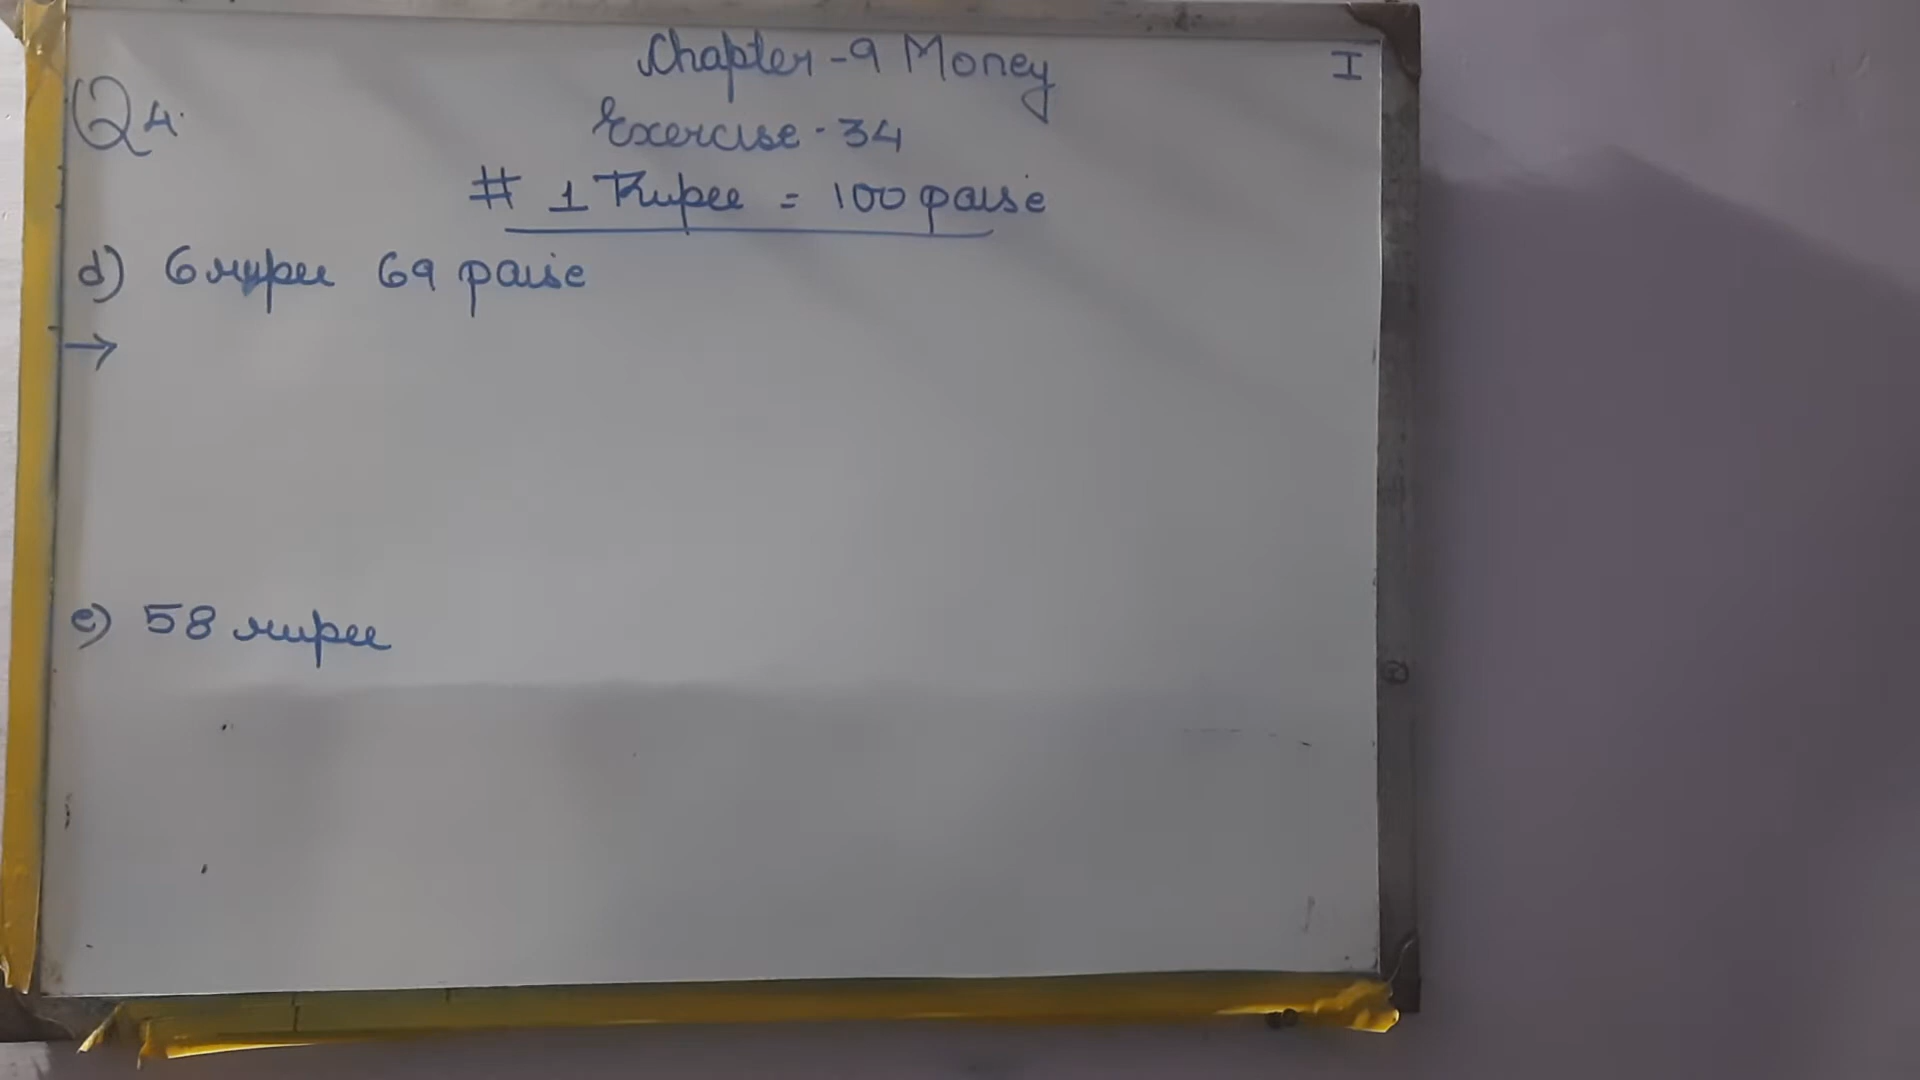 Chapter-9 Money
I
Q4.
Exercise-34
# 1 Rupee = 100 paise
d) 6 rupee 69 paise
→
e) 58 rupee